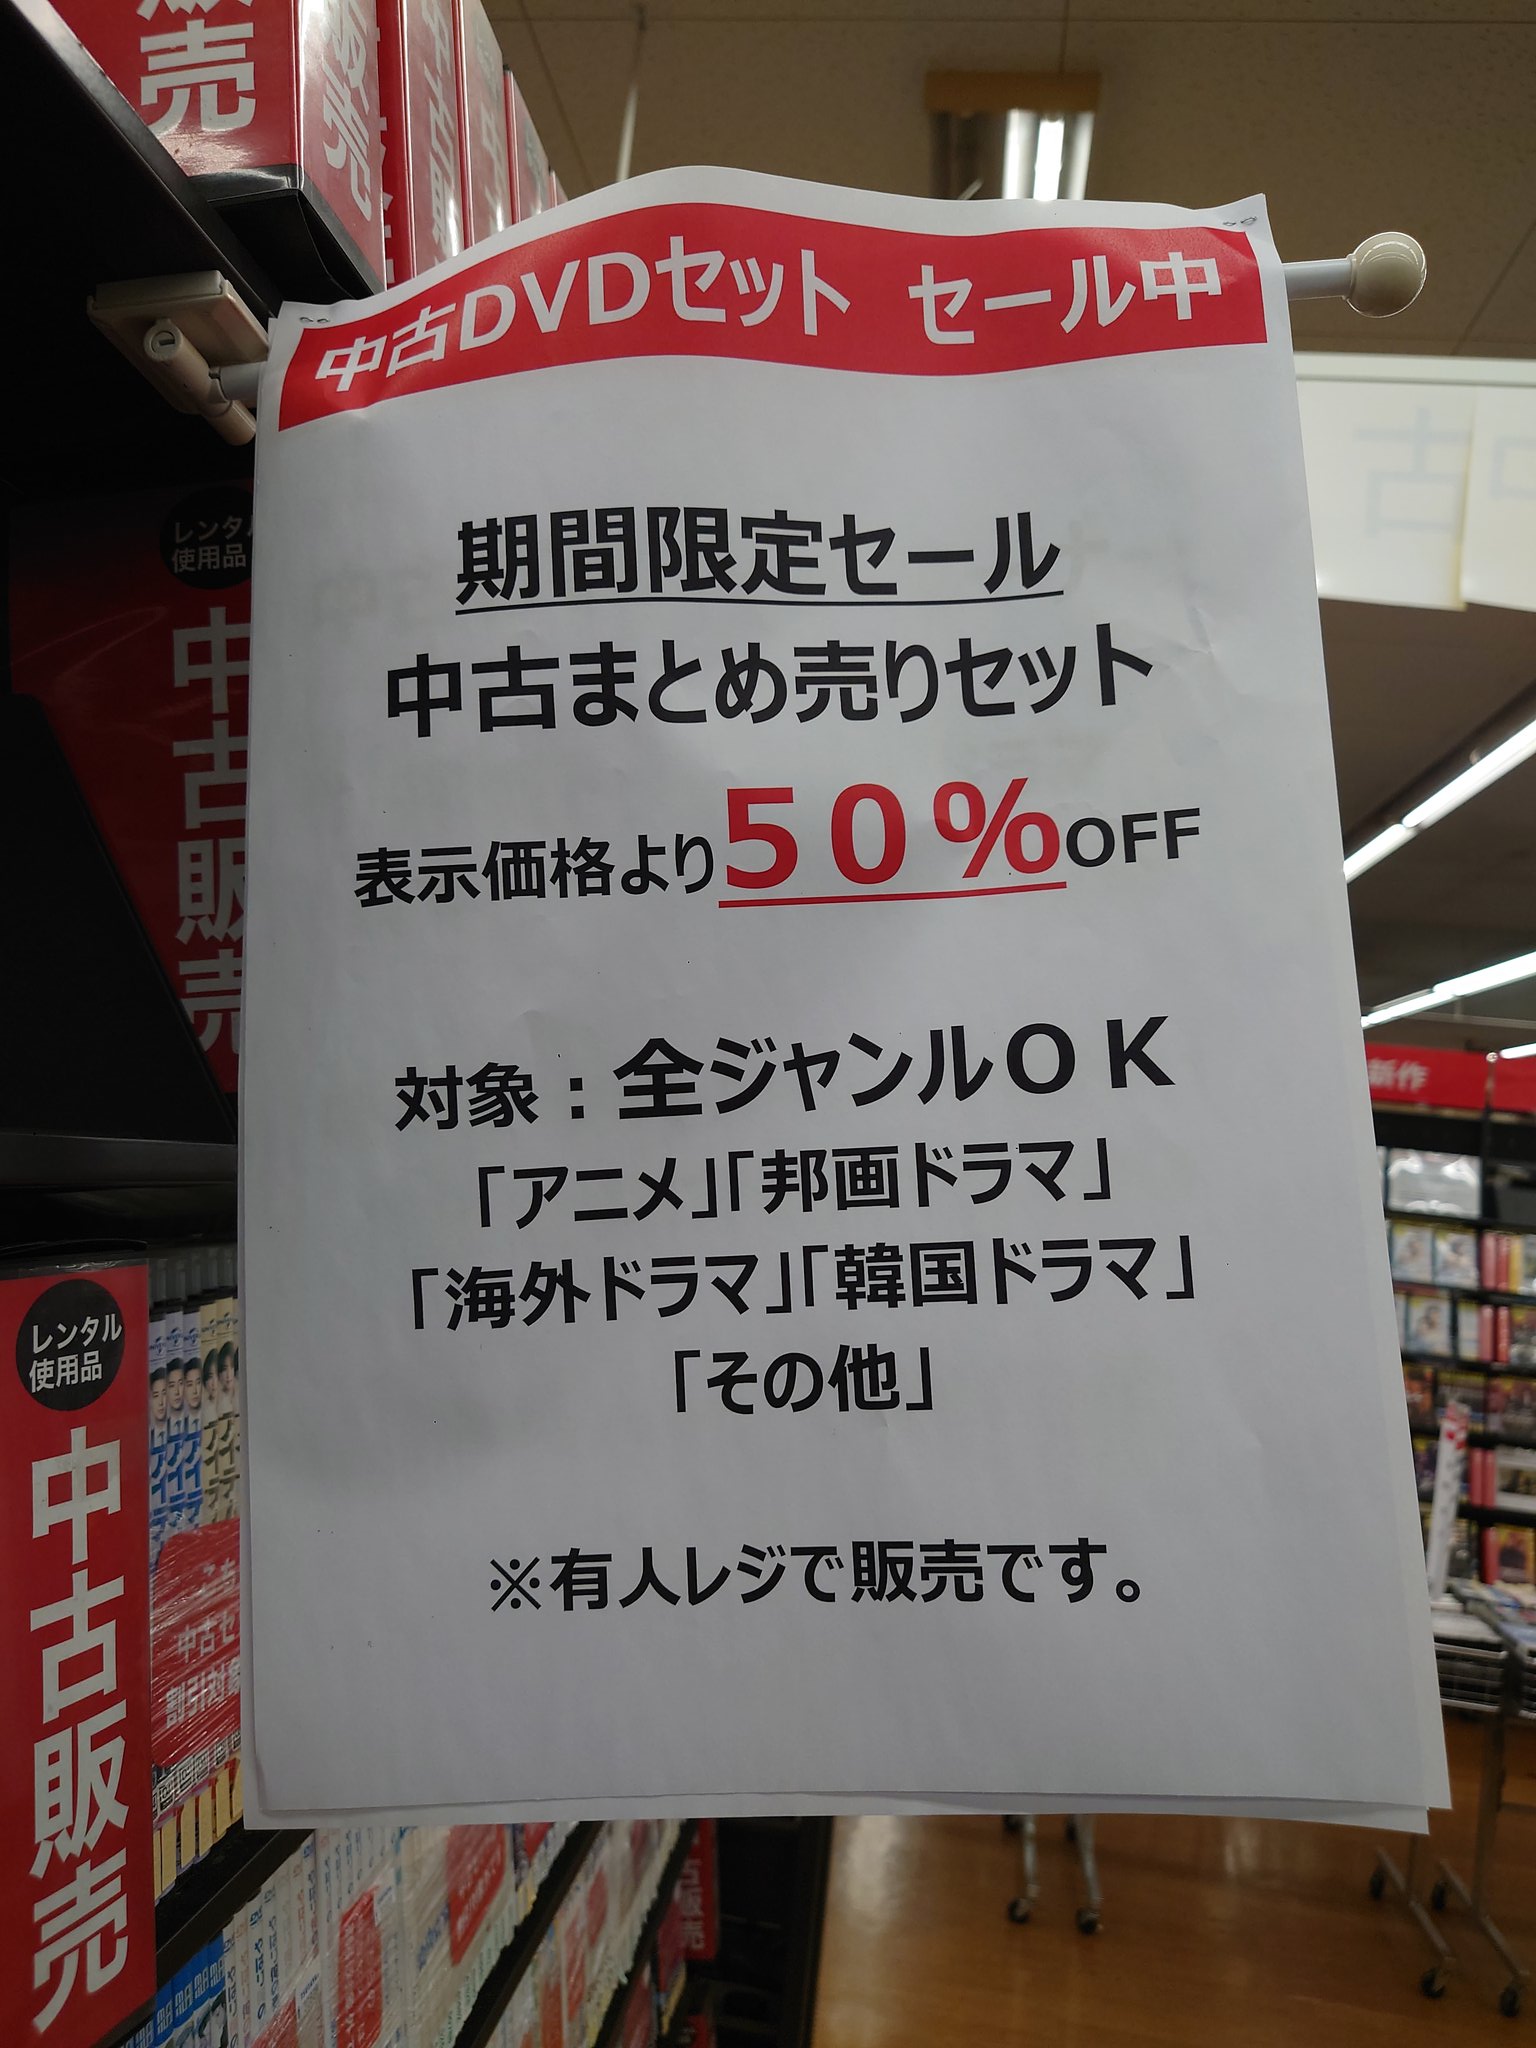 中古DVDセット セール中
期間限定セール
中古まとめ売りセット
表示価格より50%OFF
対象：全ジャンルOK
「アニメ」「邦画ドラマ」
「海外ドラマ」「韓国ドラマ」
「その他」
※有人レジで販売です。
レンタル
使用品
中古販売
レンタル
使用品
中古販売
新作